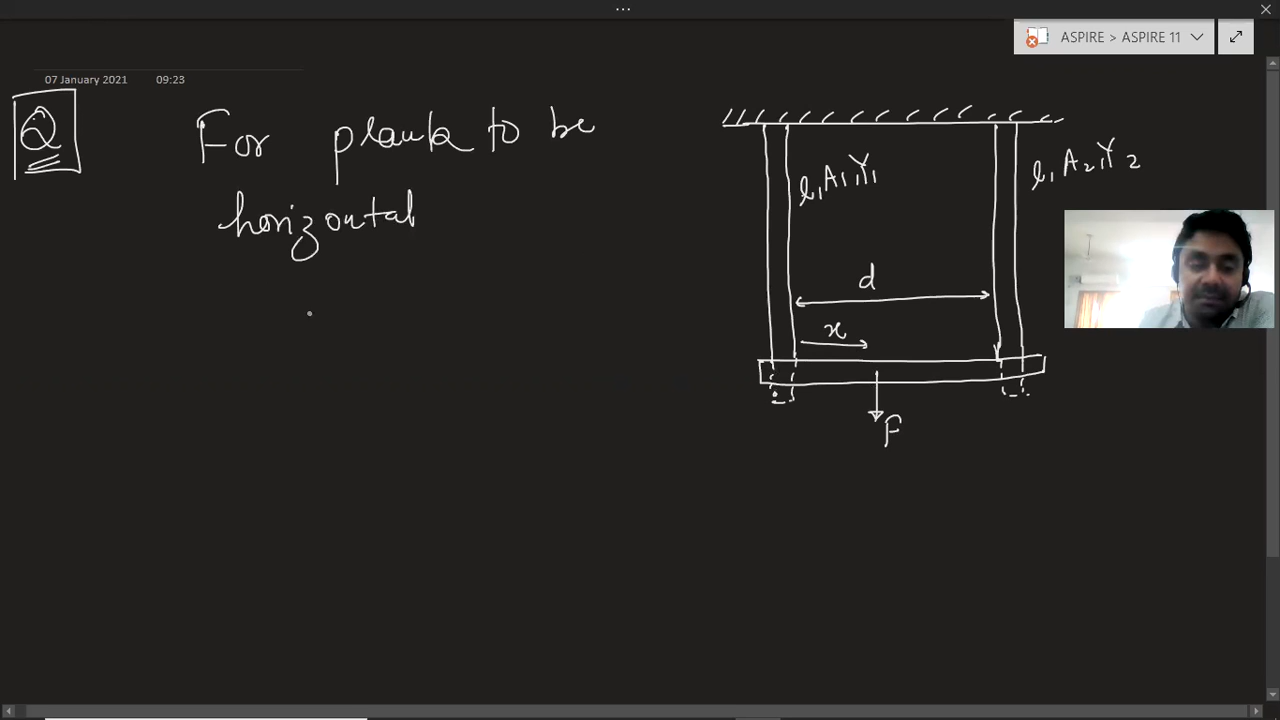 ASPIRE > ASPIRE 11
07 January 2021 09:23
Q
For plank to be
horizontal
l, A1, Y1
l, A2, Y2
d
x
F